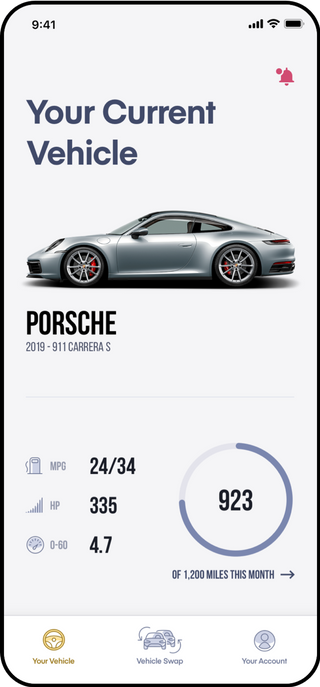 9:41
Your Current
Vehicle
PORSCHE
2019 - 911 CARRERA S
MPG 24/34
HP 335
0-60 4.7
923
OF 1,200 MILES THIS MONTH
Your Vehicle
Vehicle Swap
Your Account